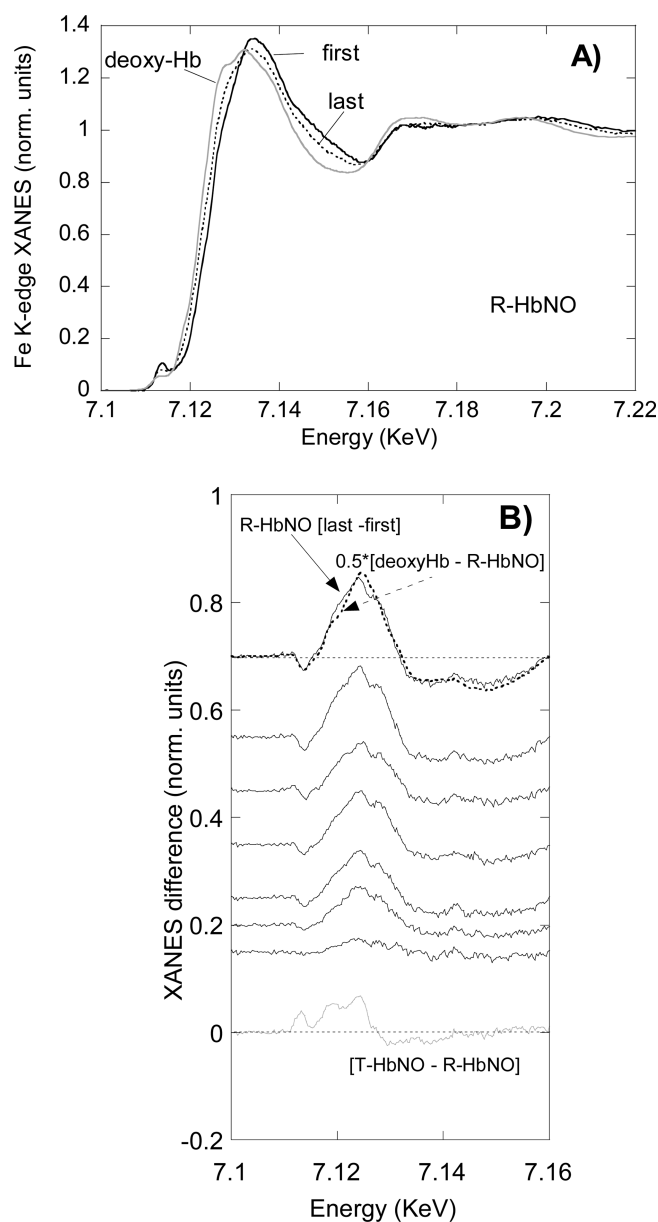 1.4
1.2
1
0.8
0.6
0.4
0.2
0
Fe K-edge XANES (norm. units)
deoxy-Hb
first
last
A)
R-HbNO
7.1 7.12 7.14 7.16 7.18 7.2 7.22
Energy (KeV)
1
0.8
0.6
0.4
0.2
0
-0.2
XANES difference (norm. units)
B)
R-HbNO [last -first]
0.5*[deoxyHb - R-HbNO]
[T-HbNO - R-HbNO]
7.1 7.12 7.14 7.16
Energy (KeV)